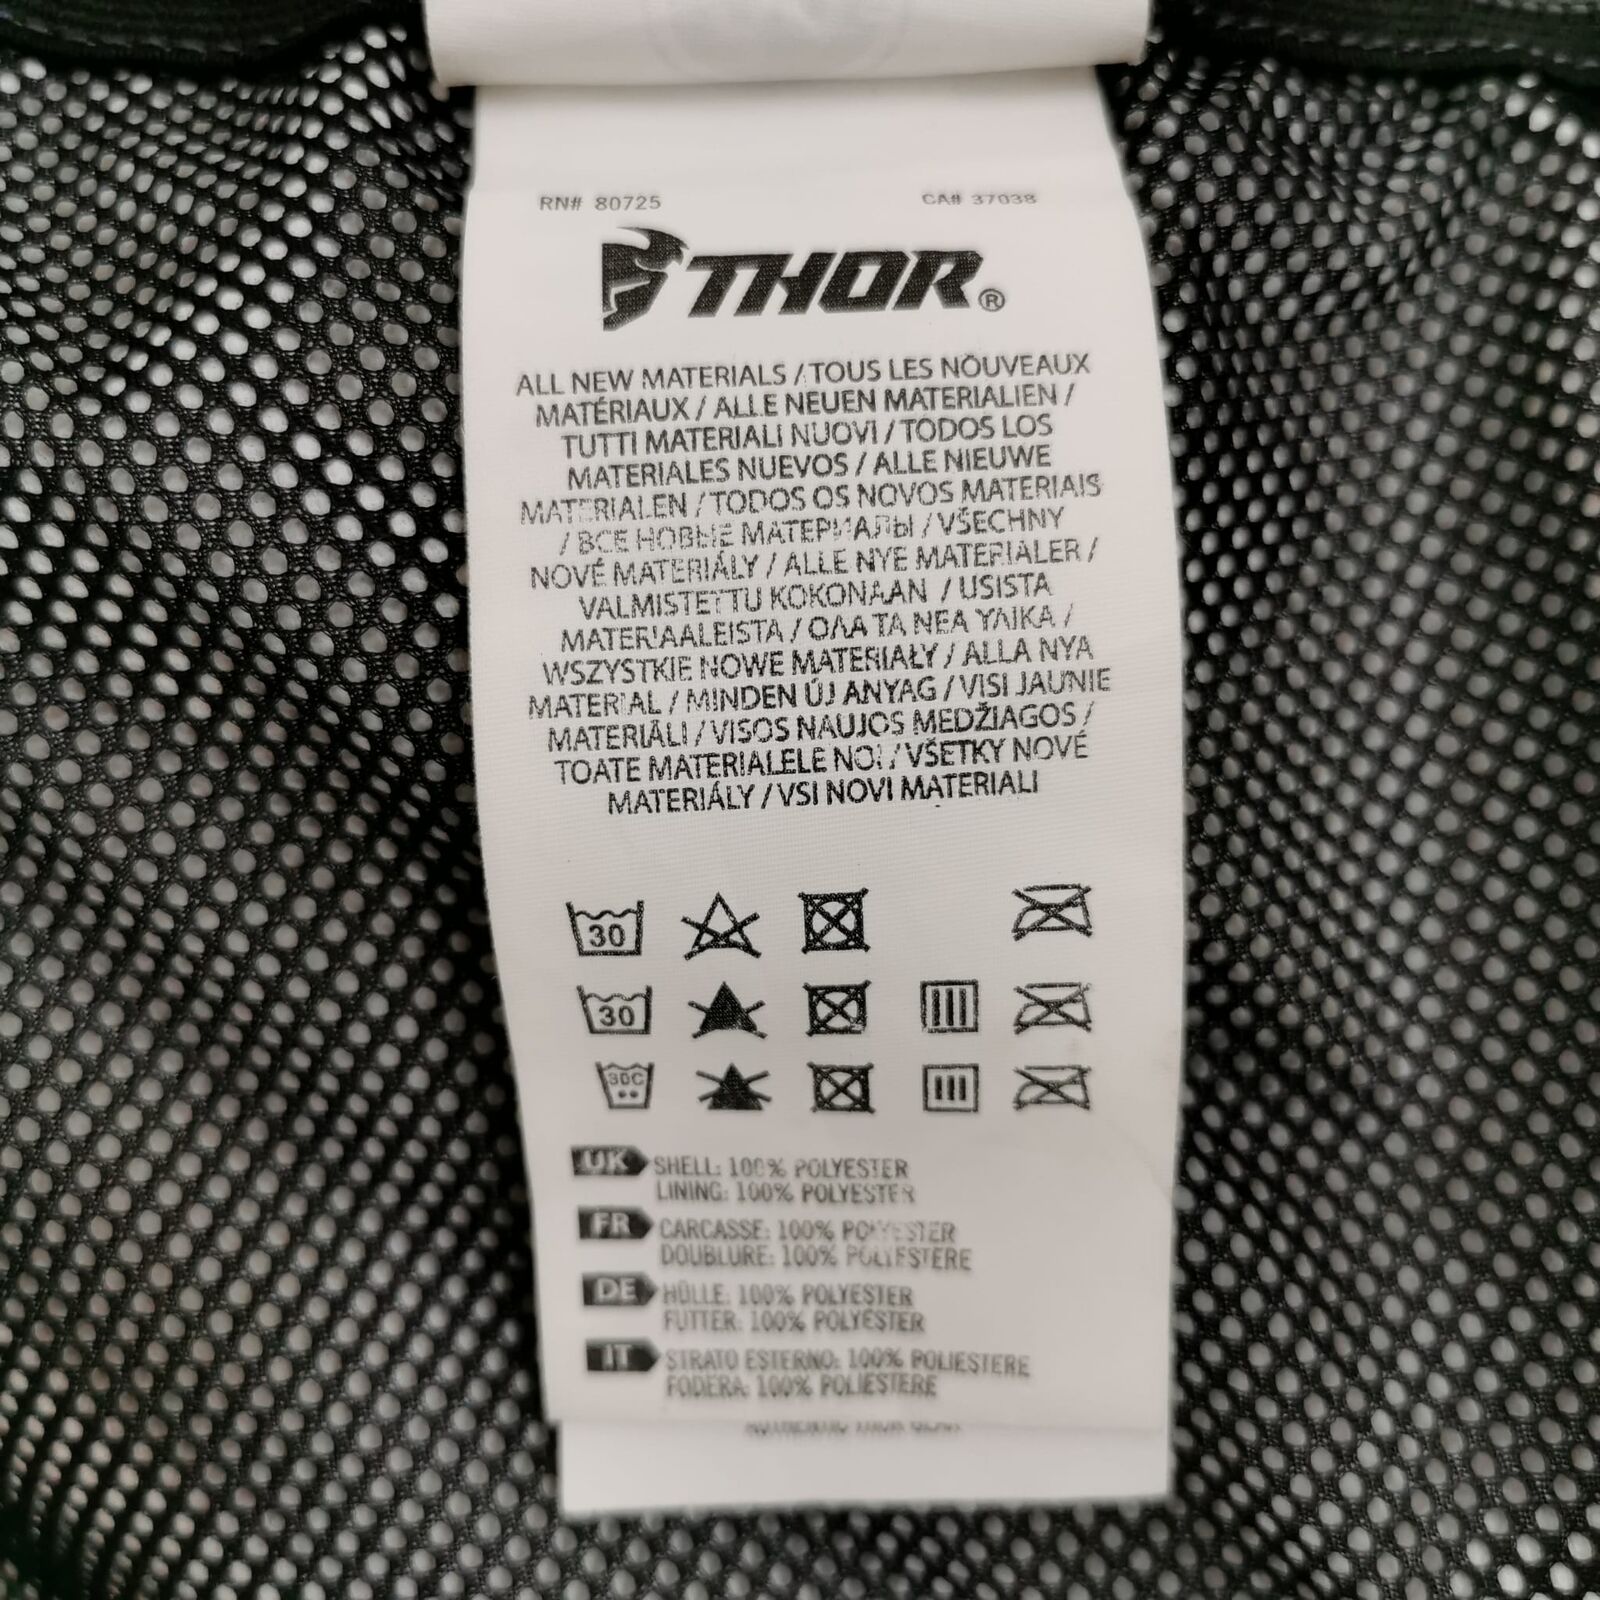 RN# 80725 CA# 37038
THOR®
ALL NEW MATERIALS / TOUS LES NOUVEAUX
MATÉRIAUX / ALLE NEUEN MATERIALIEN /
TUTTI MATERIALI NUOVI / TODOS LOS
MATERIALES NUEVOS / ALLE NIEUWE
MATERIALEN / TODOS OS NOVOS MATERIAIS
/ ВСЕ НОВЫЕ МАТЕРИАЛЫ / VŠECHNY
NOVÉ MATERIÁLY / ALLE NYE MATERIALER /
VALMISTETTU KOKONAAN / USISTA
MATERIAALEISTA / ΟΛΑ ΤΑ ΝΕΑ ΥΛΙΚΑ /
WSZYSTKIE NOWE MATERIAŁY / ALLA NYA
MATERIAL / MINDEN ÚJ ANYAG / VISI JAUNIE
MATERIĀLI / VISOS NAUJOS MEDŽIAGOS /
TOATE MATERIALELE NOI / VŠETKY NOVÉ
MATERIÁLY / VSI NOVI MATERIALI
30
30
30C
UK SHELL: 100% POLYESTER
LINING: 100% POLYESTER
FR CARCASSE: 100% POLYESTER
DOUBLURE: 100% POLYESTERE
DE HÜLLE: 100% POLYESTER
FUTTER: 100% POLYESTER
IT STRATO ESTERNO: 100% POLIESTERE
FODERA: 100% POLIESTERE
AUTHENTIC THOR GEAR